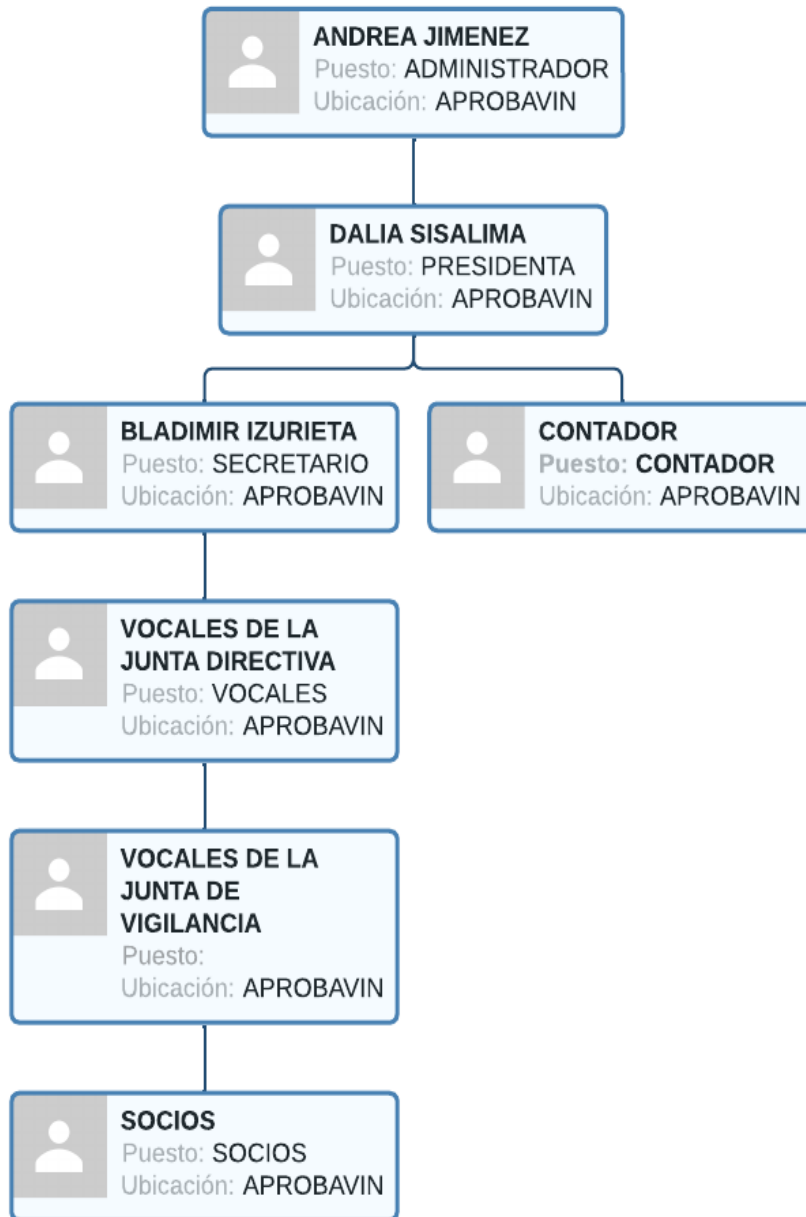 ANDREA JIMENEZ
Puesto: ADMINISTRADOR
Ubicación: APROBAVIN
DALIA SISALIMA
Puesto: PRESIDENTA
Ubicación: APROBAVIN
BLADIMIR IZURIETA
Puesto: SECRETARIO
Ubicación: APROBAVIN
CONTADOR
Puesto: CONTADOR
Ubicación: APROBAVIN
VOCALES DE LA
JUNTA DIRECTIVA
Puesto: VOCALES
Ubicación: APROBAVIN
VOCALES DE LA
JUNTA DE
VIGILANCIA
Puesto:
Ubicación: APROBAVIN
SOCIOS
Puesto: SOCIOS
Ubicación: APROBAVIN